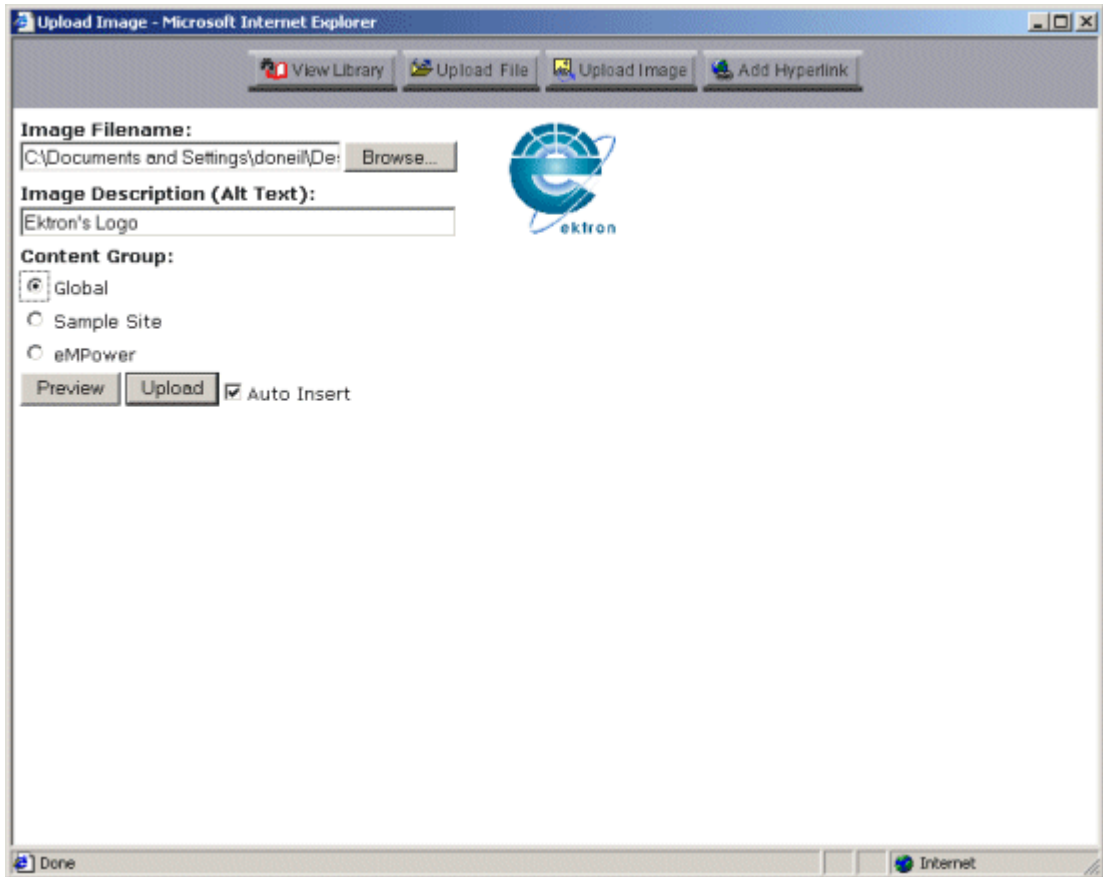 Upload Image - Microsoft Internet Explorer
View Library Upload File Upload Image Add Hyperlink
Image Filename:
C:\Documents and Settings\doneil\De Browse...
Image Description (Alt Text):
Ektron's Logo
ektron
Content Group:
Global
Sample Site
eMPower
Preview Upload Auto Insert
Done Internet